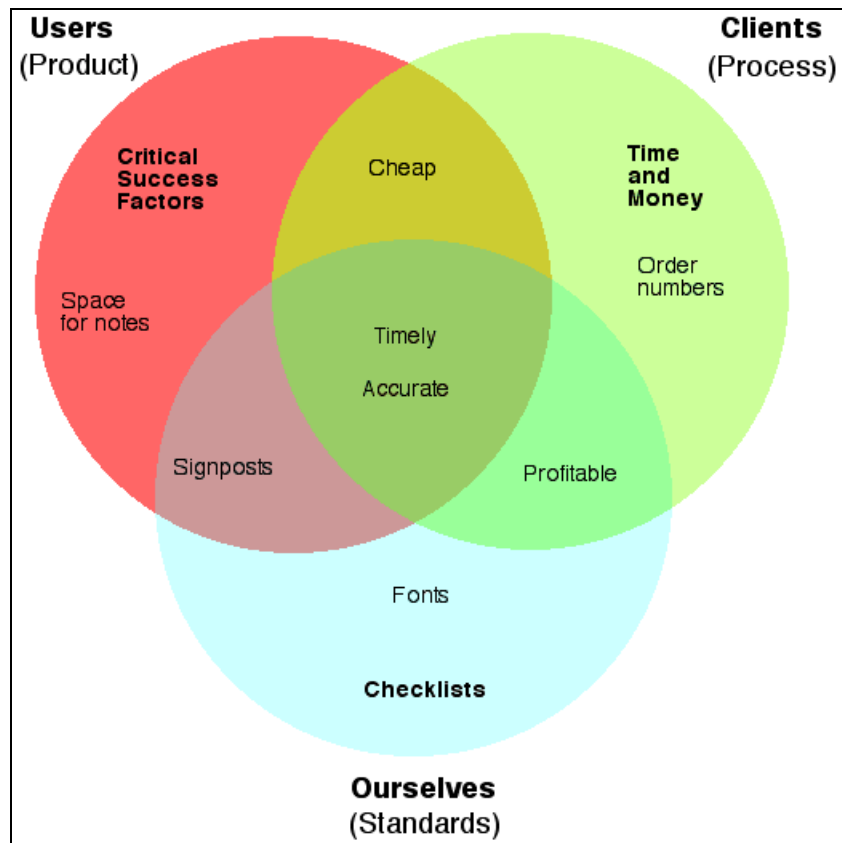 Users
(Product)
Clients
(Process)
Critical
Success
Factors
Cheap
Time
and
Money
Order
numbers
Space
for notes
Timely
Accurate
Signposts
Profitable
Fonts
Checklists
Ourselves
(Standards)